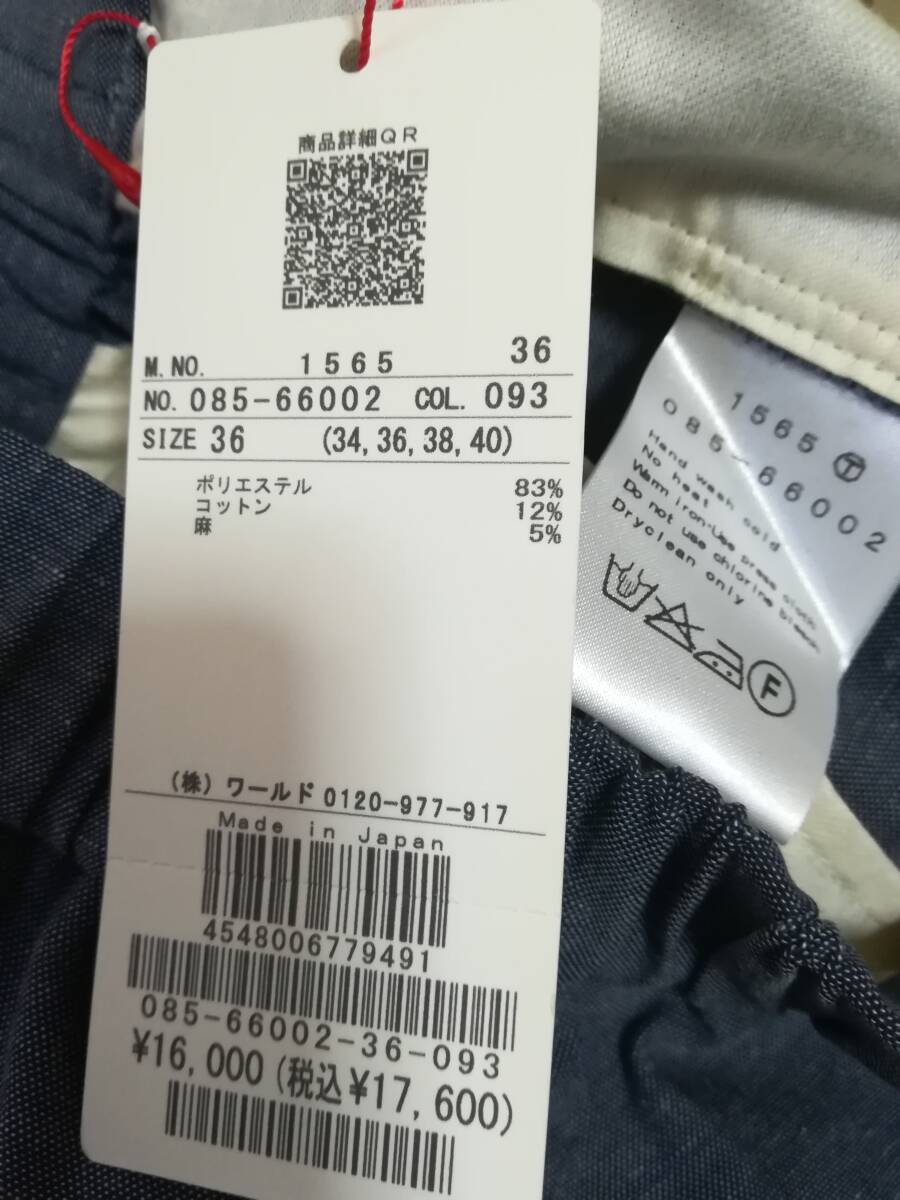 商品詳細QR
M. NO. 1565 36
NO. 085-66002 COL. 093
SIZE 36 (34, 36, 38, 40)
ポリエステル 83%
コットン 12%
麻 5%
(株) ワールド 0120-977-917
Made in Japan
4548006779491
085-66002-36-093
¥16,000 (税込¥17,600)
1565 Ⓣ
085-66002
Hand wash cold
No heat
Warm iron-Use press cloth
Do not use chlorine bleach
Dryclean only
F